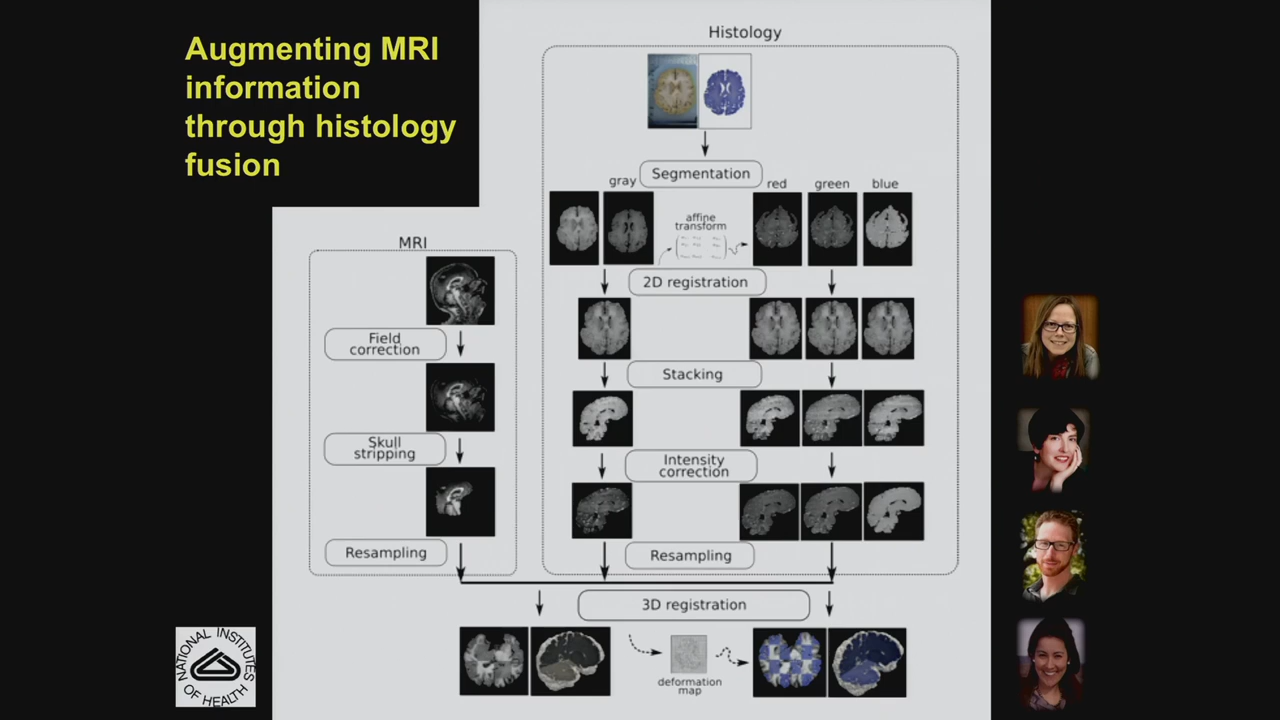 Augmenting MRI
information
through histology
fusion
Histology
Segmentation
gray
red
green
blue
affine
transform
2D registration
Stacking
Intensity
correction
Resampling
MRI
Field
correction
Skull
stripping
Resampling
3D registration
deformation
map
NATIONAL INSTITUTES
OF HEALTH